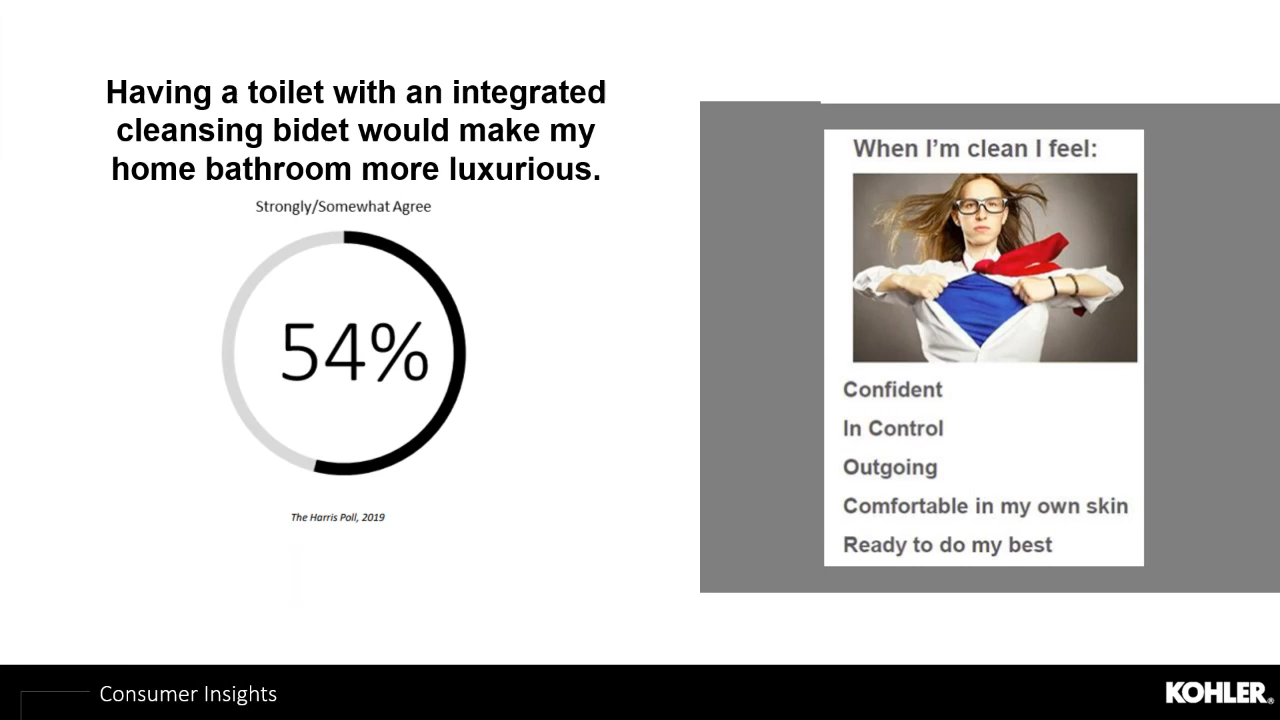 Having a toilet with an integrated
cleansing bidet would make my
home bathroom more luxurious.
Strongly/Somewhat Agree
54%
The Harris Poll, 2019
When I'm clean I feel:
Confident
In Control
Outgoing
Comfortable in my own skin
Ready to do my best
Consumer Insights
KOHLER®